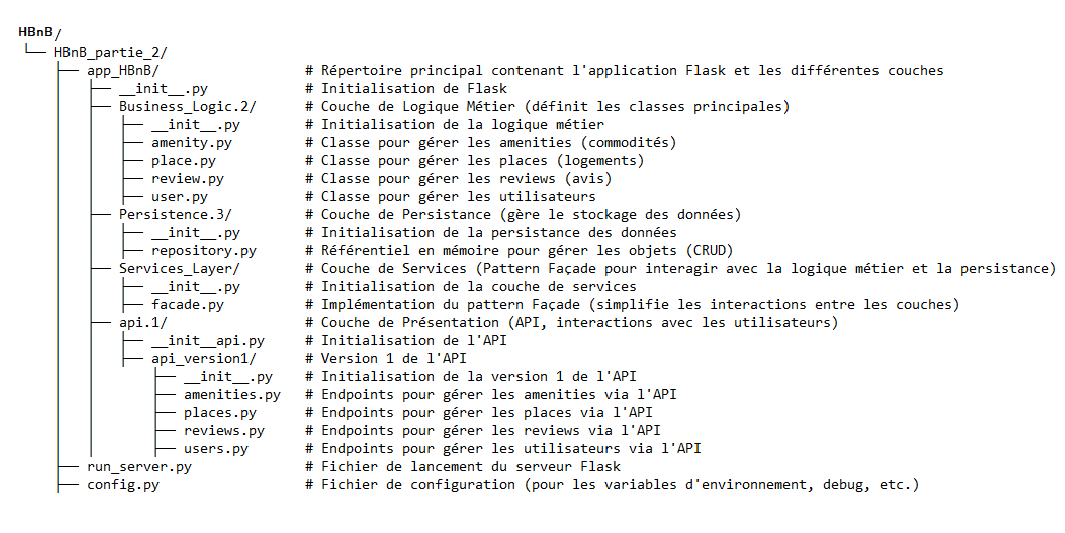 HBnB/
└── HBnB_partie_2/
    ├── app_HBnB/                  # Répertoire principal contenant l'application Flask et les différentes couches
    │   ├── __init__.py            # Initialisation de Flask
    │   ├── Business_Logic.2/      # Couche de Logique Métier (définit les classes principales)
    │   │   ├── __init__.py        # Initialisation de la logique métier
    │   │   ├── amenity.py         # Classe pour gérer les amenities (commodités)
    │   │   ├── place.py           # Classe pour gérer les places (logements)
    │   │   ├── review.py          # Classe pour gérer les reviews (avis)
    │   │   ├── user.py            # Classe pour gérer les utilisateurs
    │   ├── Persistence.3/         # Couche de Persistance (gère le stockage des données)
    │   │   ├── __init__.py        # Initialisation de la persistance des données
    │   │   ├── repository.py      # Référentiel en mémoire pour gérer les objets (CRUD)
    │   ├── Services_Layer/        # Couche de Services (Pattern Façade pour interagir avec la logique métier et la persistance)
    │   │   ├── __init__.py        # Initialisation de la couche de services
    │   │   ├── facade.py          # Implémentation du pattern Façade (simplifie les interactions entre les couches)
    │   ├── api.1/                 # Couche de Présentation (API, interactions avec les utilisateurs)
    │   │   ├── __init__api.py     # Initialisation de l'API
    │   │   ├── api_version1/      # Version 1 de l'API
    │   │       ├── __init__.py    # Initialisation de la version 1 de l'API
    │   │       ├── amenities.py   # Endpoints pour gérer les amenities via l'API
    │   │       ├── places.py      # Endpoints pour gérer les places via l'API
    │   │       ├── reviews.py     # Endpoints pour gérer les reviews via l'API
    │   │       ├── users.py       # Endpoints pour gérer les utilisateurs via l'API
    ├── run_server.py              # Fichier de lancement du serveur Flask
    ├── config.py                  # Fichier de configuration (pour les variables d'environnement, debug, etc.)